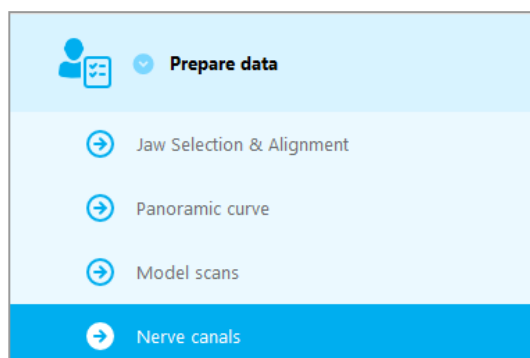 Prepare data
Jaw Selection & Alignment
Panoramic curve
Model scans
Nerve canals